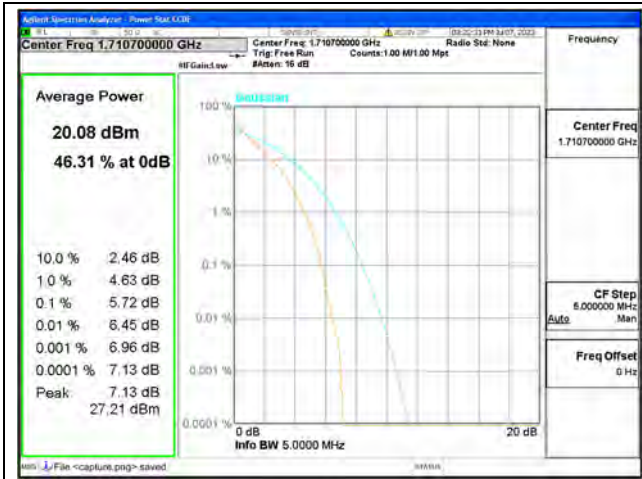 Agilent Spectrum Analyzer - Power Stat CCDF
Center Freq 1.710700000 GHz
Center Freq: 1.710700000 GHz
Radio Std: None
Trig: Free Run
Counts:1.00 M/1.00 Mpt
#IFGain:Low
#Atten: 16 dB
03:22:33 PM Jul 07, 2023
Frequency
Average Power
20.08 dBm
46.31 % at 0dB
10.0 % 2.46 dB
1.0 % 4.63 dB
0.1 % 5.72 dB
0.01 % 6.45 dB
0.001 % 6.96 dB
0.0001 % 7.13 dB
Peak 7.13 dB
27.21 dBm
Gaussian
100 %
10 %
1 %
0.1 %
0.01 %
0.001 %
0.0001 %
0 dB
20 dB
Info BW 5.0000 MHz
Center Freq
1.710700000 GHz
CF Step
5.000000 MHz
Auto Man
Freq Offset
0 Hz
MSG File <capture.png> saved
STATUS